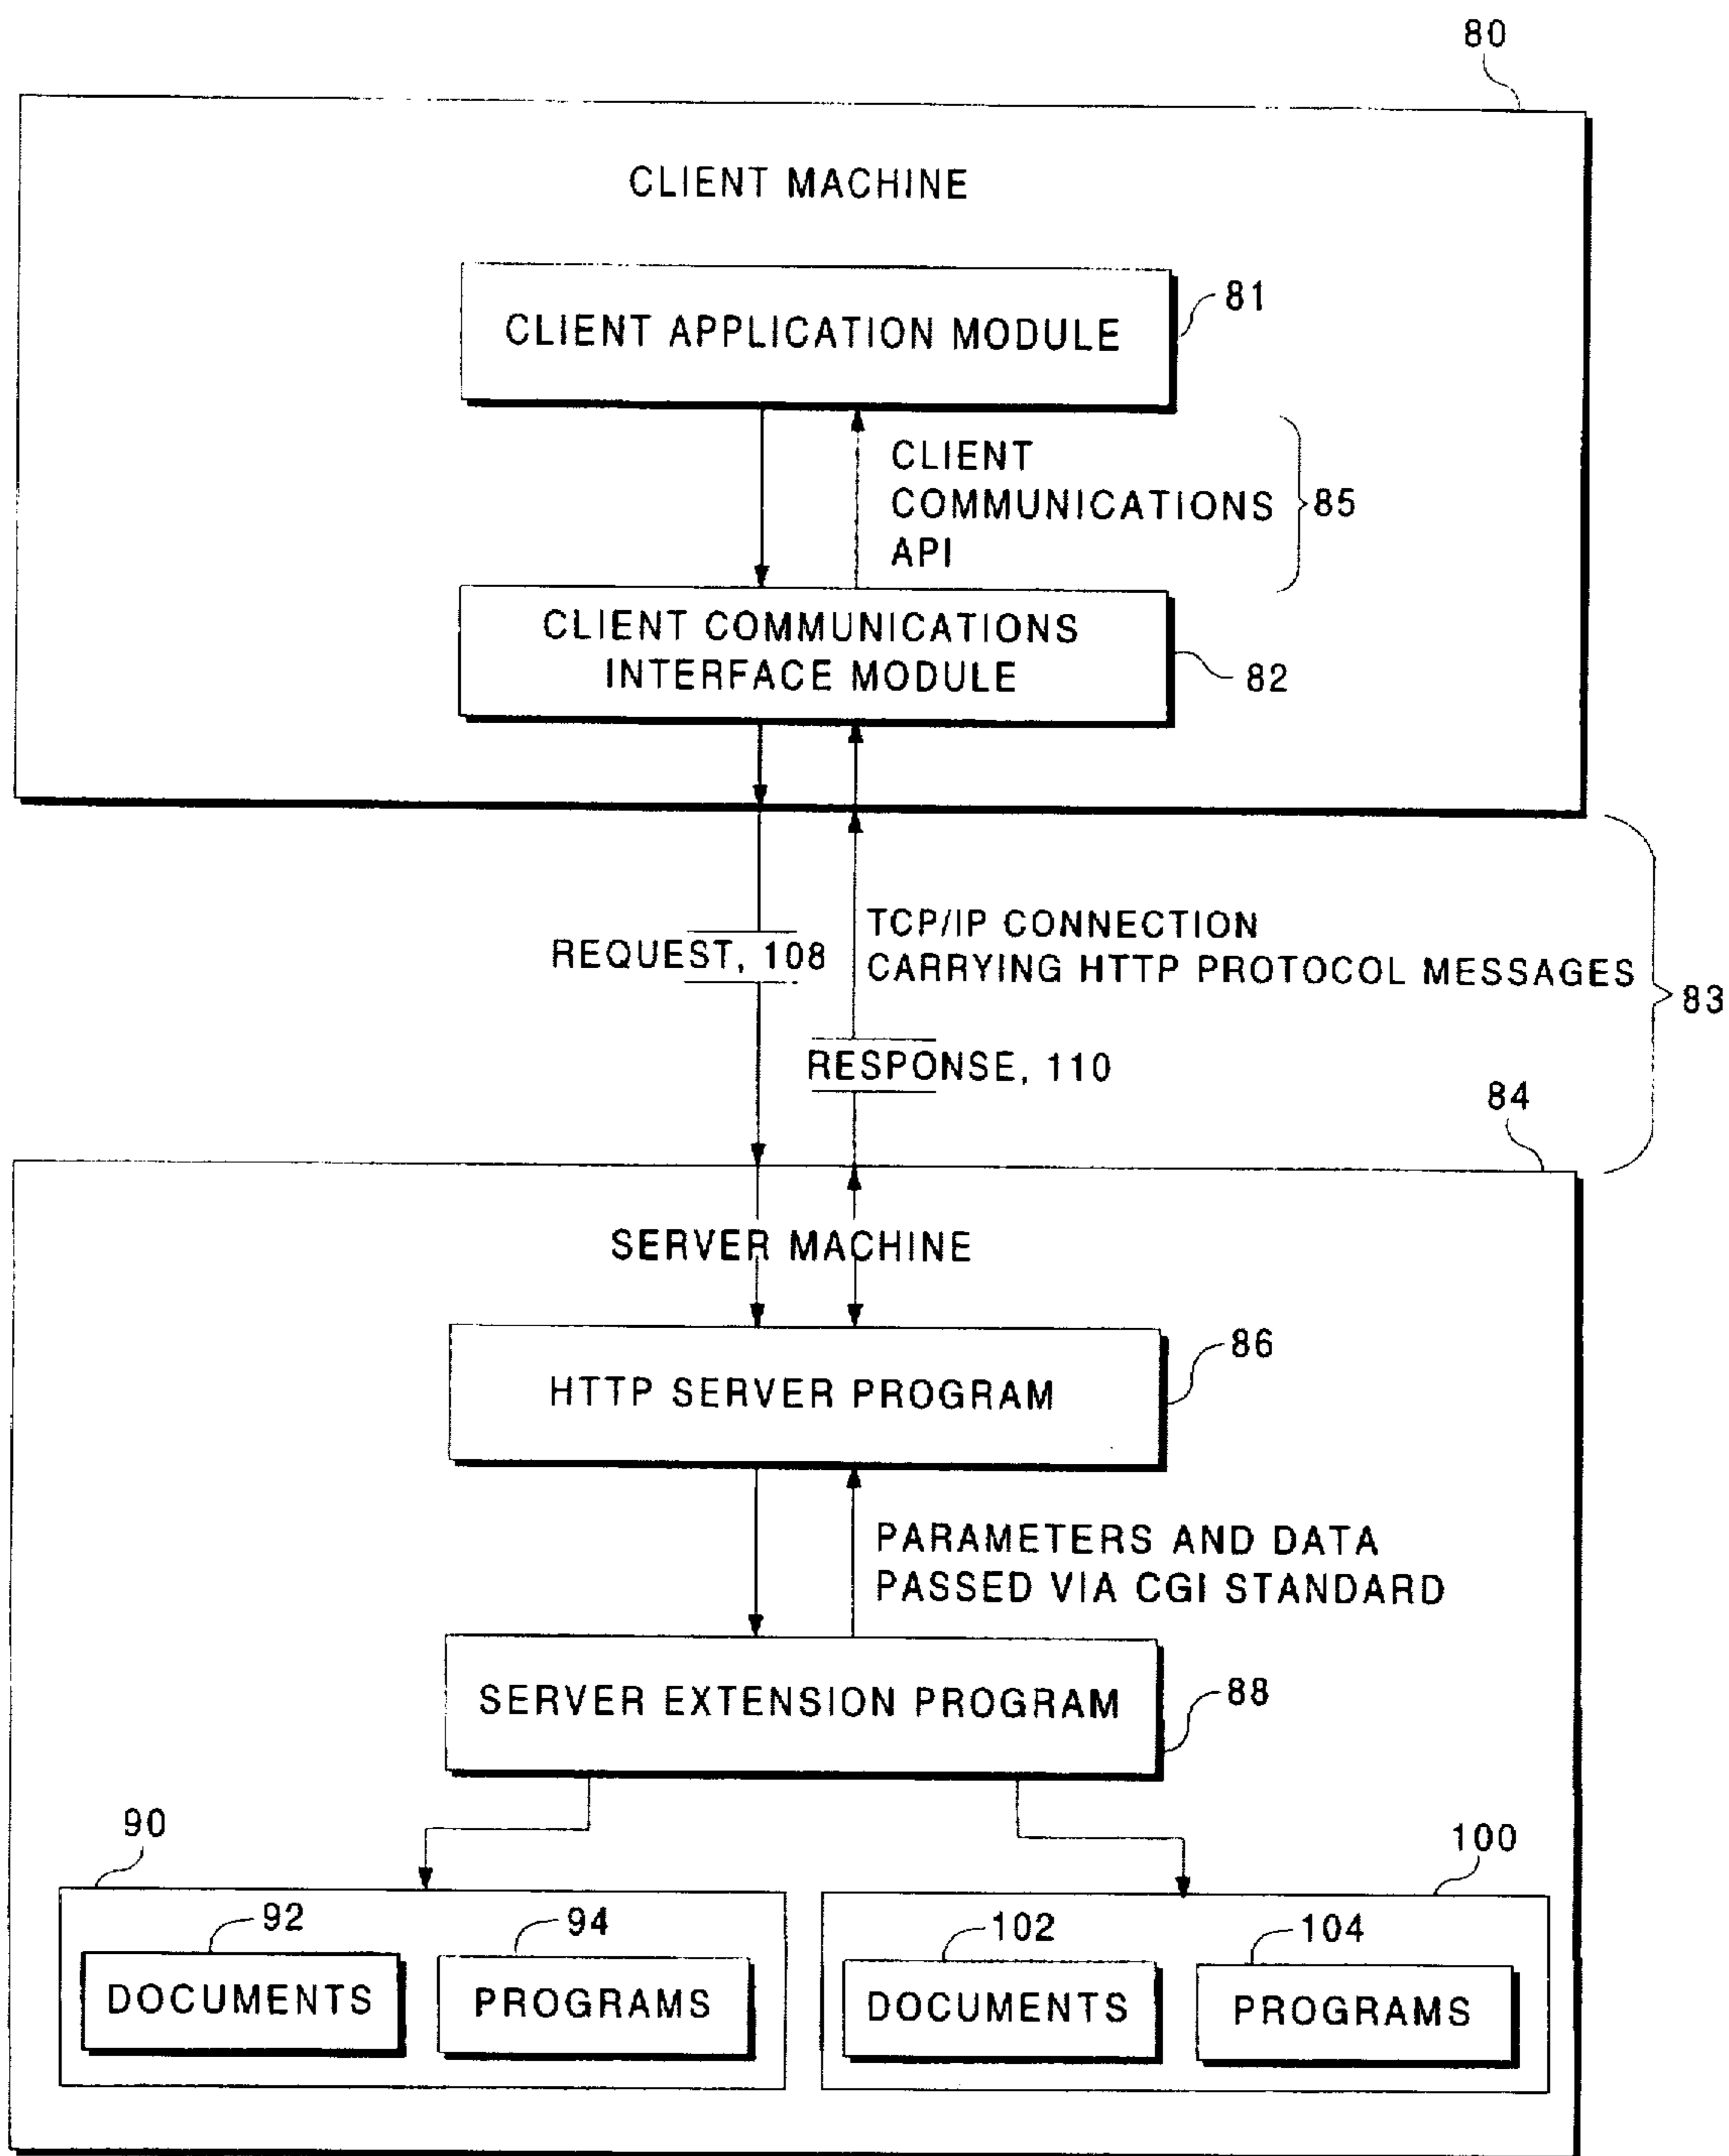 80
CLIENT MACHINE
81
CLIENT APPLICATION MODULE
CLIENT
COMMUNICATIONS
API
85
CLIENT COMMUNICATIONS
INTERFACE MODULE
82
TCP/IP CONNECTION
CARRYING HTTP PROTOCOL MESSAGES
REQUEST, 108
83
RESPONSE, 110
84
SERVER MACHINE
86
HTTP SERVER PROGRAM
PARAMETERS AND DATA
PASSED VIA CGI STANDARD
SERVER EXTENSION PROGRAM
88
90
100
92
94
102
104
DOCUMENTS
PROGRAMS
DOCUMENTS
PROGRAMS